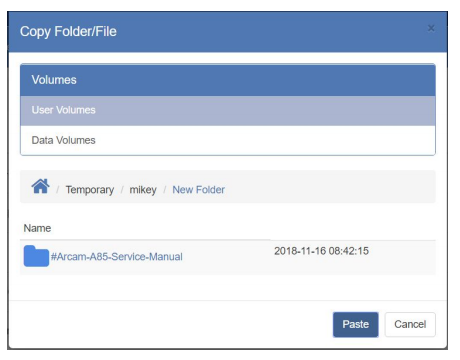 Copy Folder/File ×
Volumes
User Volumes
Data Volumes
/ Temporary / mikey / New Folder
Name
#Arcam-A85-Service-Manual 2018-11-16 08:42:15
Paste Cancel